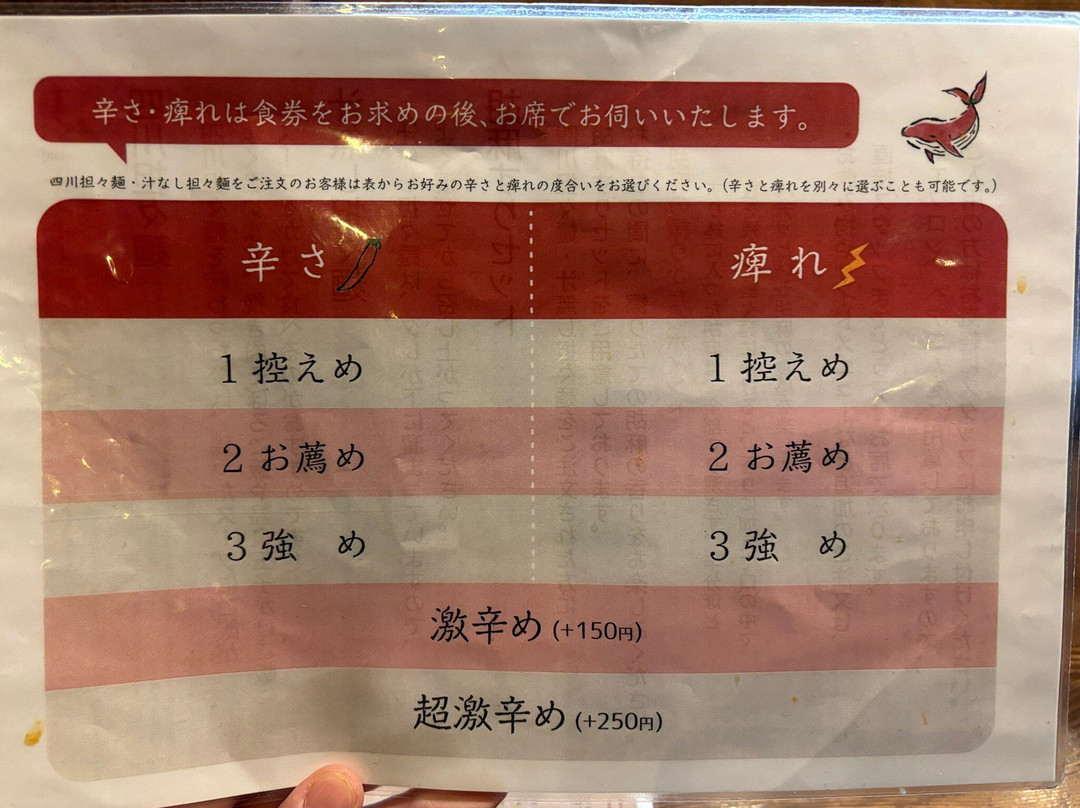 辛さ・痺れは食券をお求めの後、お席でお伺いいたします。
四川担々麺・汁なし担々麺をご注文のお客様は表からお好みの辛さと痺れの度合いをお選びください。(辛さと痺れを別々に選ぶことも可能です。)
辛さ 痺れ
1 控えめ 1 控えめ
2 お薦め 2 お薦め
3 強　め 3 強　め
激辛め (+150円)
超激辛め (+250円)